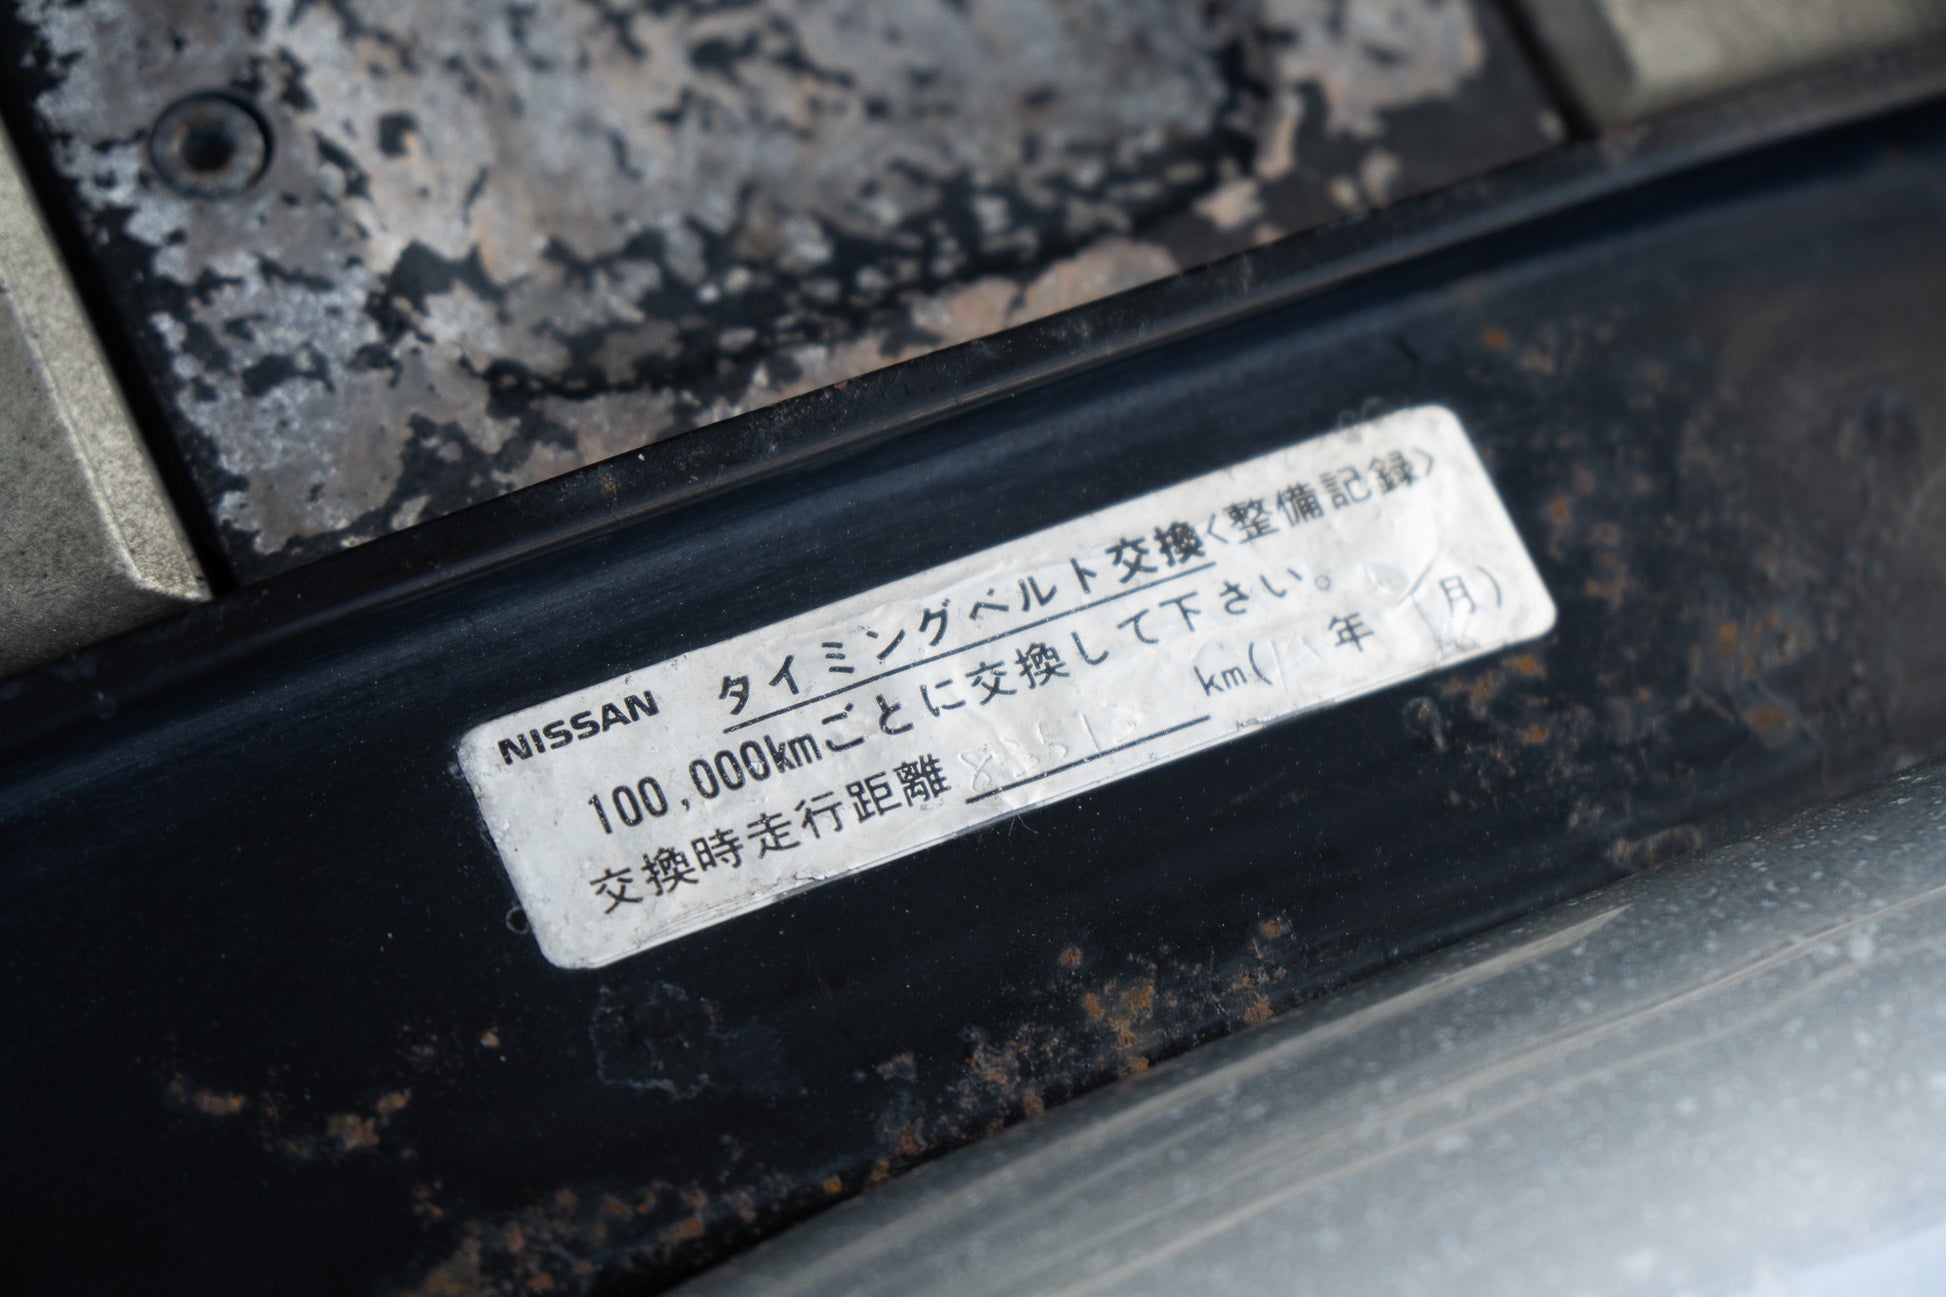 NISSAN タイミングベルト交換<整備記録>
100,000kmごとに交換して下さい。
交換時走行距離 km( 年 月)